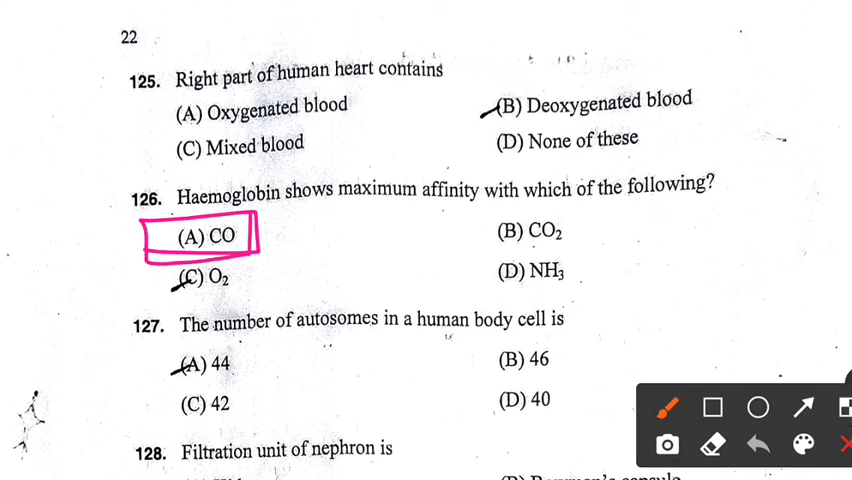 22
125. Right part of human heart contains
(A) Oxygenated blood (B) Deoxygenated blood
(C) Mixed blood (D) None of these
126. Haemoglobin shows maximum affinity with which of the following?
(A) CO (B) CO₂
(C) O₂ (D) NH₃
127. The number of autosomes in a human body cell is
(A) 44 (B) 46
(C) 42 (D) 40
128. Filtration unit of nephron is
(B) Bowman's capsule